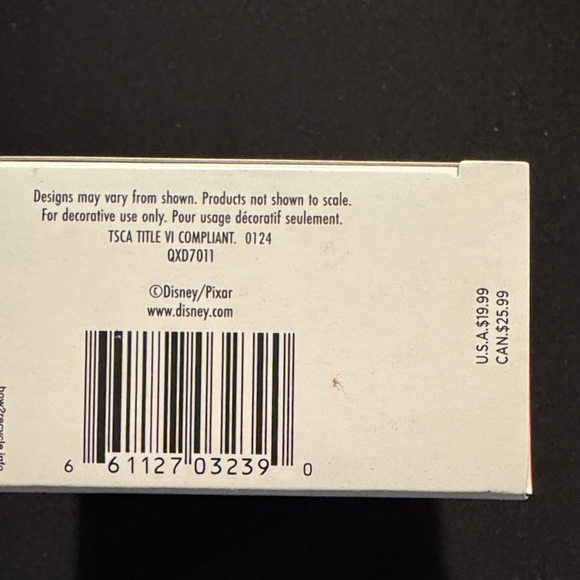 Designs may vary from shown. Products not shown to scale.
For decorative use only. Pour usage décoratif seulement.
TSCA TITLE VI COMPLIANT. 0124
QXD7011
©Disney/Pixar
www.disney.com
6 61127 03239 0
U.S.A.$19.99
CAN.$25.99
how2recycle.info